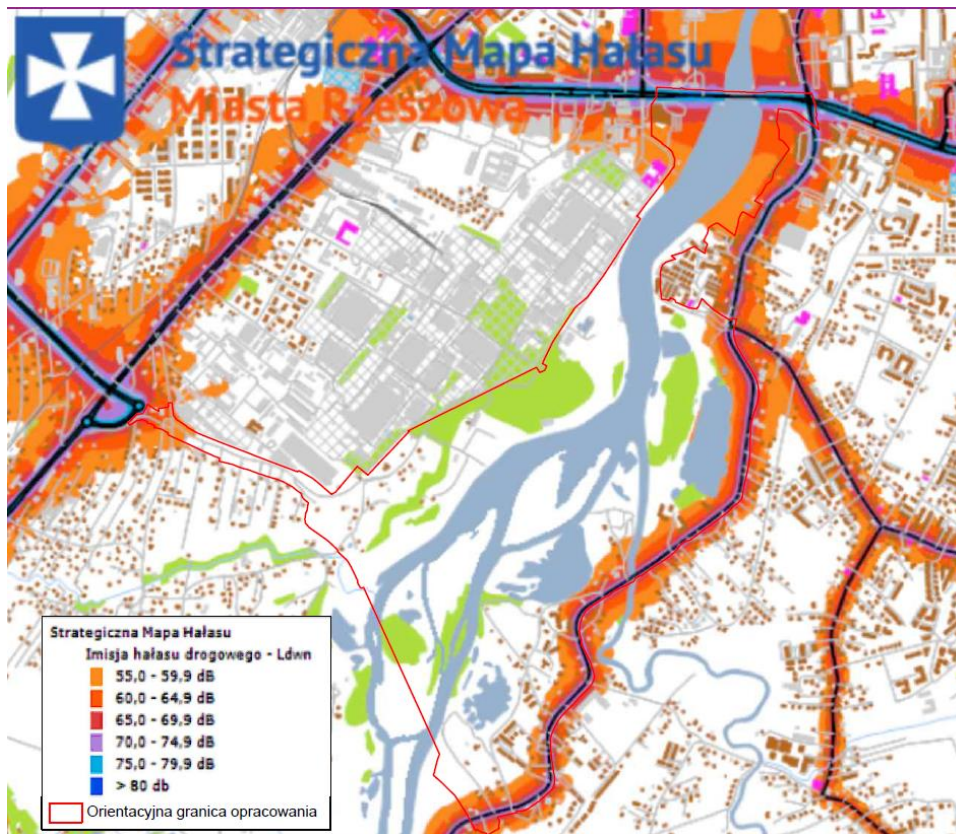 Strategiczna Mapa Hałasu
Miasta Rzeszowa
Strategiczna Mapa Hałasu
Imisja hałasu drogowego - Ldwn
55,0 - 59,9 dB
60,0 - 64,9 dB
65,0 - 69,9 dB
70,0 - 74,9 dB
75,0 - 79,9 dB
> 80 db
Orientacyjna granica opracowania